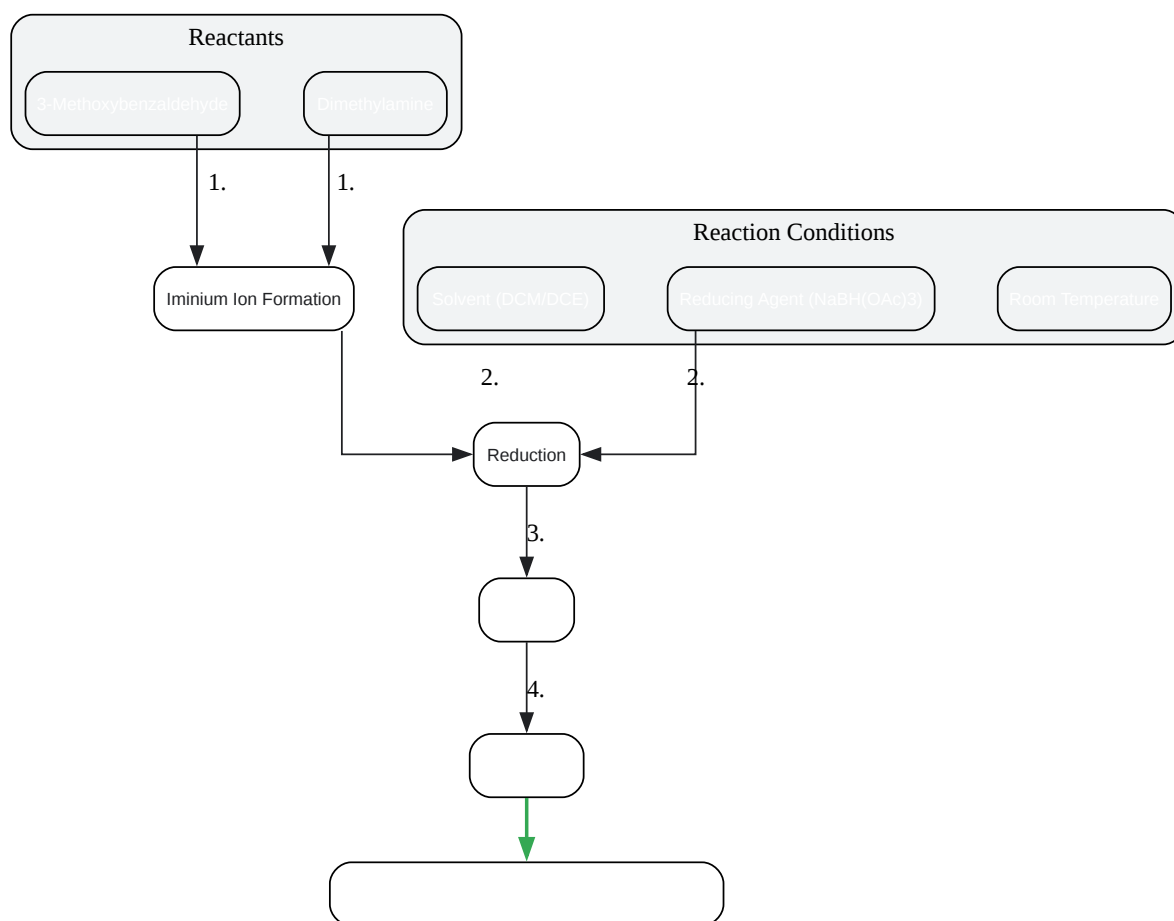 Reactants
3-Methoxybenzaldehyde
Dimethylamine
1.
1.
Reaction Conditions
Iminium Ion Formation
Solvent (DCM/DCE)
Reducing Agent (NaBH(OAc)3)
Room Temperature
2.
2.
Reduction
3.
4.